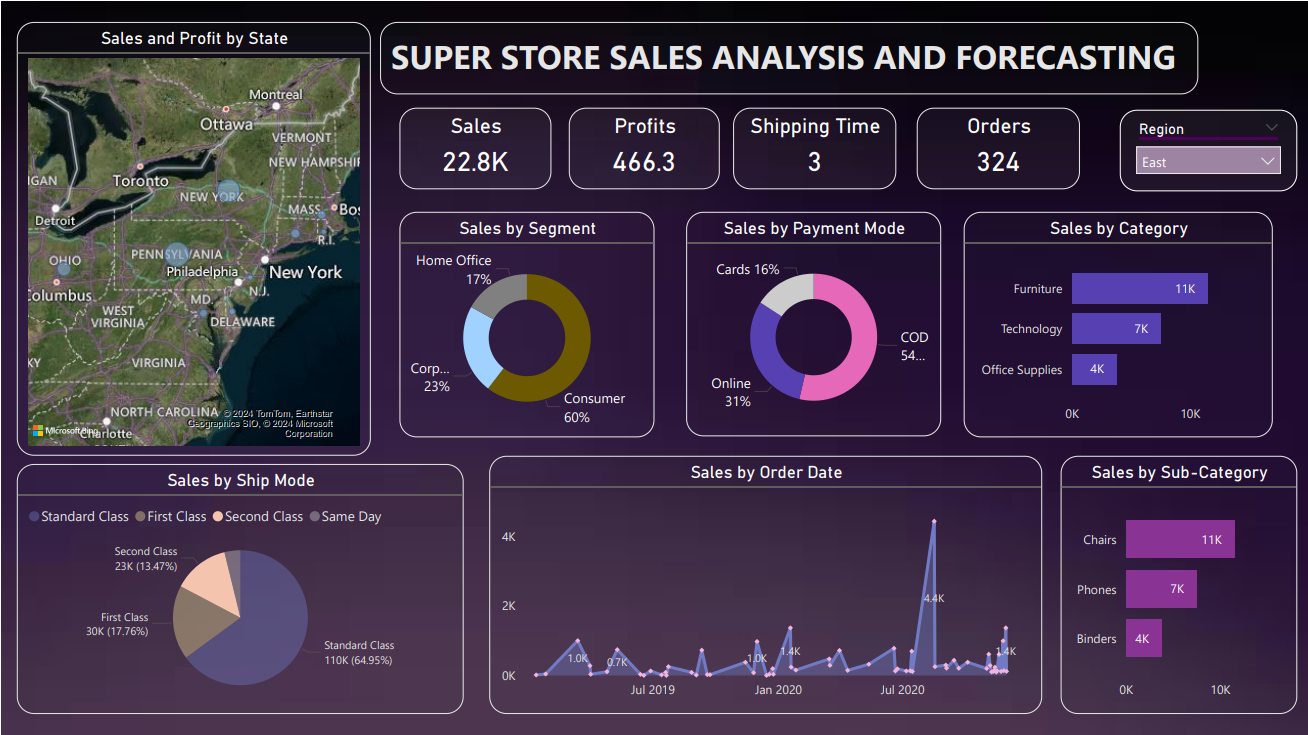 Sales and Profit by State
Montreal
Ottawa
VERMONT
NEW HAMPSHIR
Toronto
IGAN
NEW YORK
MASS.
Bos
Detroit
R.I.
PENNSYLVANIA
OHIO
Philadelphia
New York
Columbus
N.J.
MD.
WEST
VIRGINIA
DELAWARE
KY
VIRGINIA
NORTH CAROLINA
© 2024 TomTom, Earthstar
Geographics SIO, © 2024 Microsoft
Corporation
Microsoft Bing
Charlotte
SUPER STORE SALES ANALYSIS AND FORECASTING
Sales
22.8K
Profits
466.3
Shipping Time
3
Orders
324
Region
East
Sales by Segment
Home Office
17%
Corp...
23%
Consumer
60%
Sales by Payment Mode
Cards 16%
COD
54...
Online
31%
Sales by Category
Furniture
11K
Technology
7K
Office Supplies
4K
0K
10K
Sales by Ship Mode
Standard Class First Class Second Class Same Day
Second Class
23K (13.47%)
First Class
30K (17.76%)
Standard Class
110K (64.95%)
Sales by Order Date
4K
2K
0K
1.0K
0.7K
1.0K
1.4K
4.4K
1.4K
Jul 2019
Jan 2020
Jul 2020
Sales by Sub-Category
Chairs
11K
Phones
7K
Binders
4K
0K
10K